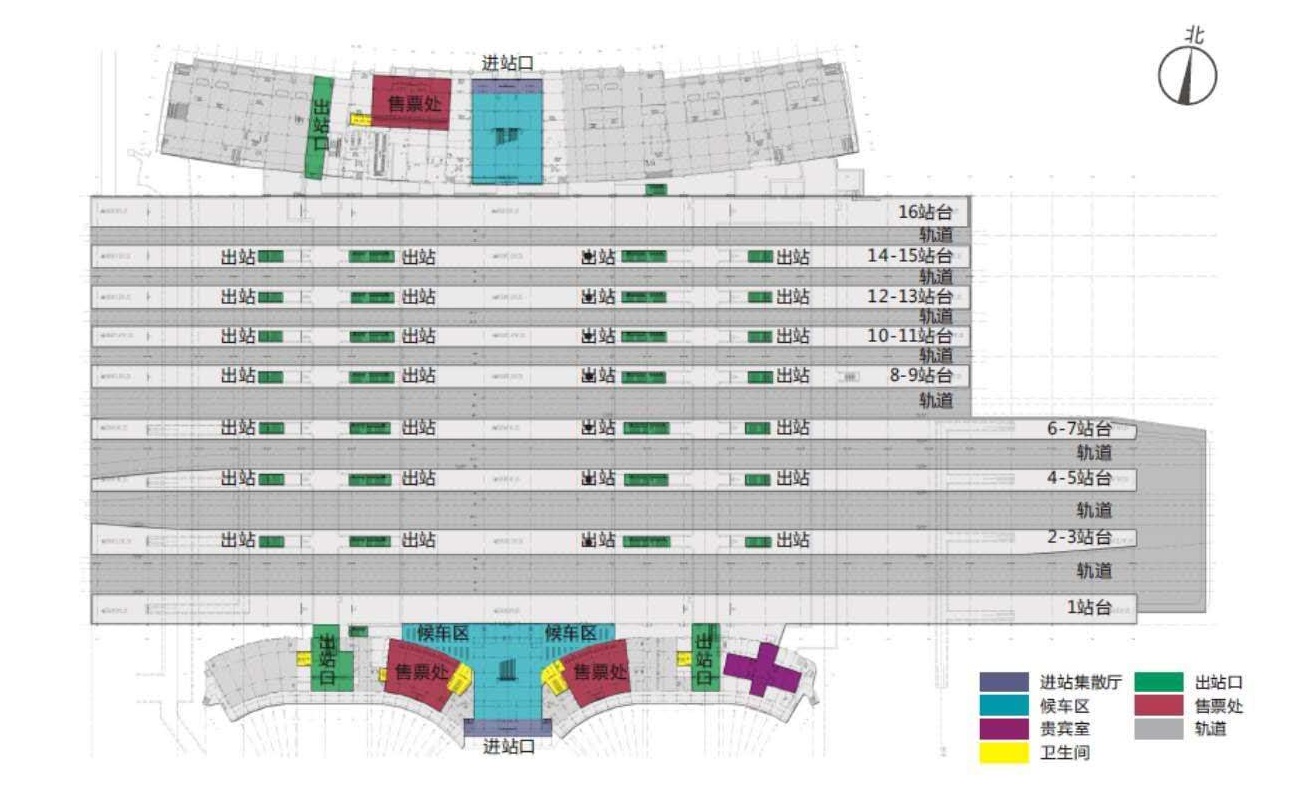 北
进站口
出站口
售票处
16站台
轨道
出站 出站 出站 出站 14-15站台
轨道
出站 出站 出站 出站 12-13站台
轨道
出站 出站 出站 出站 10-11站台
轨道
出站 出站 出站 出站 8-9站台
轨道
出站 出站 出站 出站 6-7站台
轨道
出站 出站 出站 出站 4-5站台
轨道
出站 出站 出站 出站 2-3站台
轨道
1站台
候车区 候车区
出站口
售票处 售票处
出站口
进站口
进站集散厅 出站口
候车区 售票处
贵宾室 轨道
卫生间